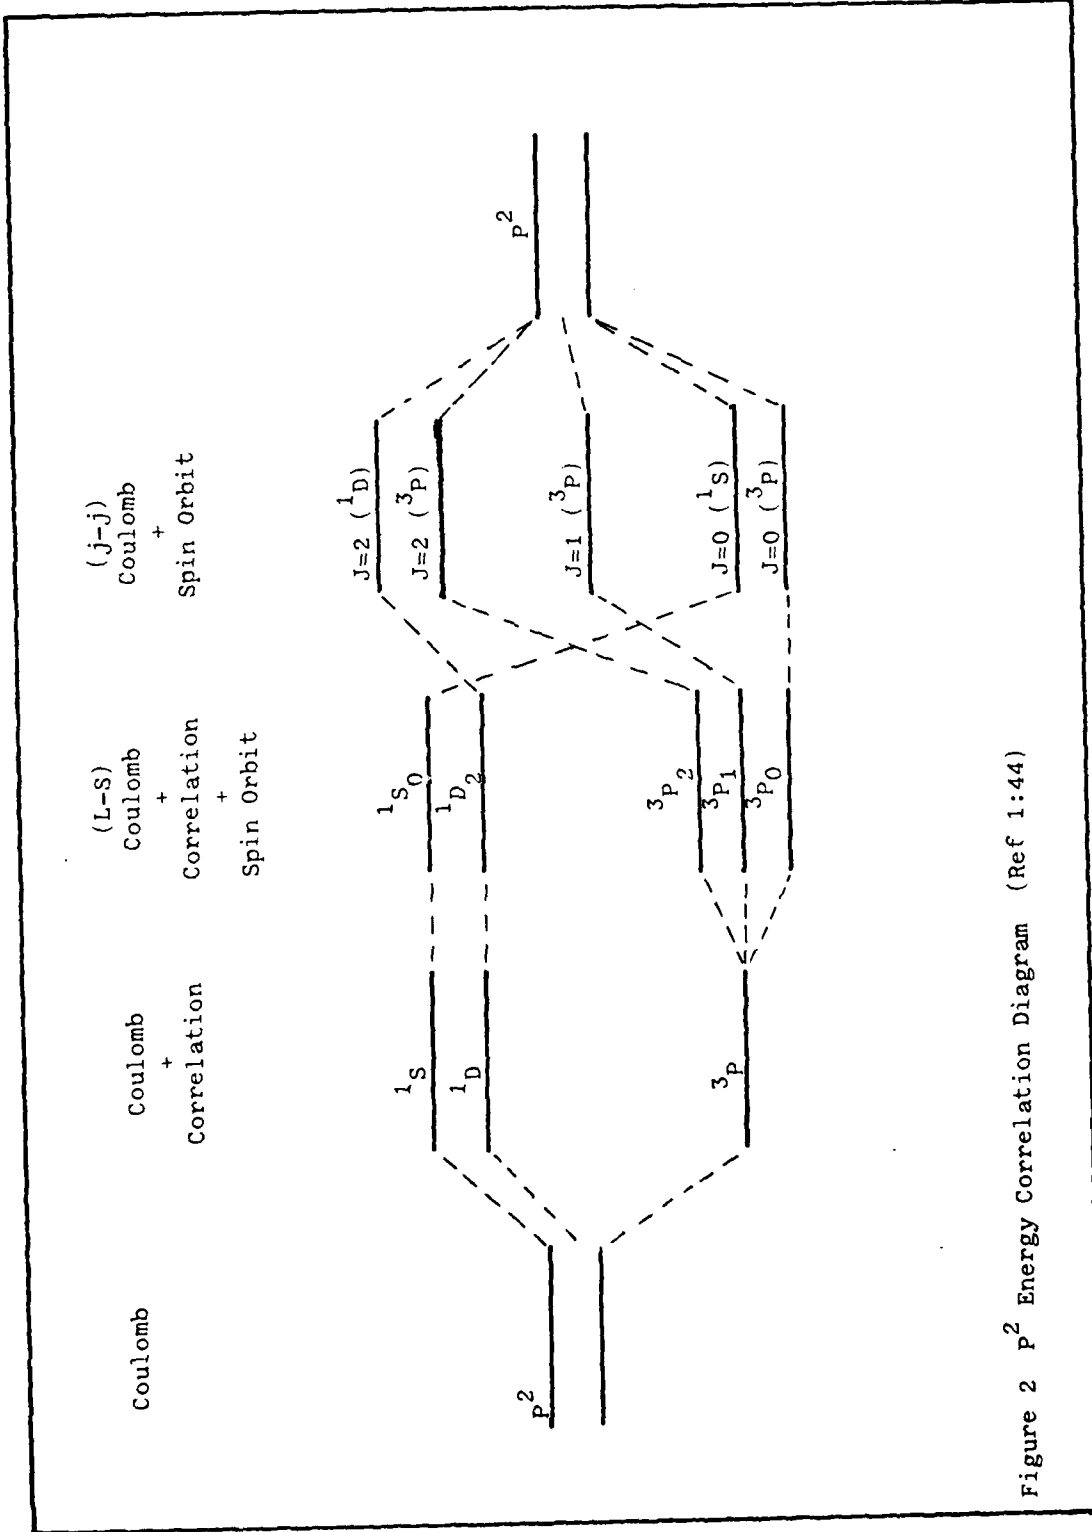 Coulomb
Coulomb
+
Correlation
(L-S)
Coulomb
+
Correlation
+
Spin Orbit
(j-j)
Coulomb
+
Spin Orbit
P²
¹S
¹D
³P
¹S₀
¹D₂
³P₂
³P₁
³P₀
J=2 (¹D)
J=2 (³P)
J=1 (³P)
J=0 (¹S)
J=0 (³P)
P²
Figure 2 P² Energy Correlation Diagram (Ref 1:44)